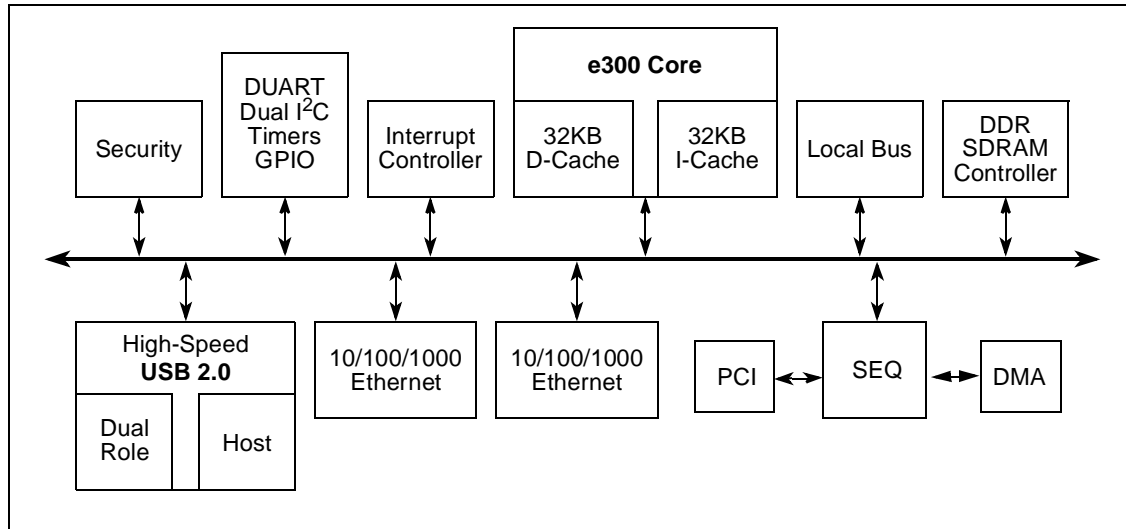 Security
DUART
Dual I²C
Timers
GPIO
Interrupt
Controller
e300 Core
32KB
D-Cache
32KB
I-Cache
Local Bus
DDR
SDRAM
Controller
High-Speed
USB 2.0
Dual
Role
Host
10/100/1000
Ethernet
10/100/1000
Ethernet
PCI
SEQ
DMA